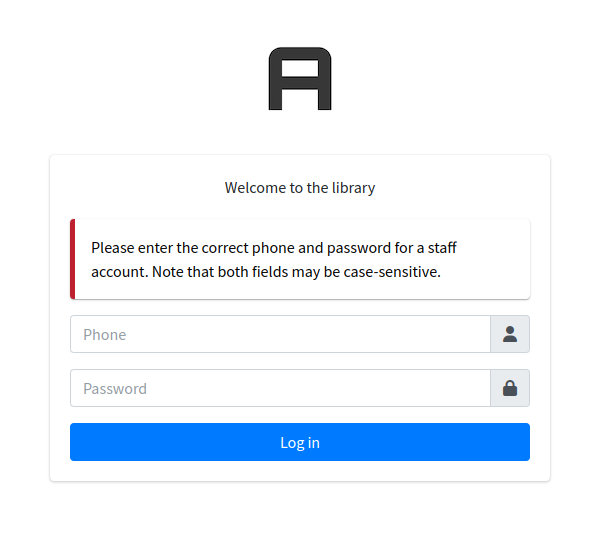 A
Welcome to the library
Please enter the correct phone and password for a staff
account. Note that both fields may be case-sensitive.
Phone
Password
Log in